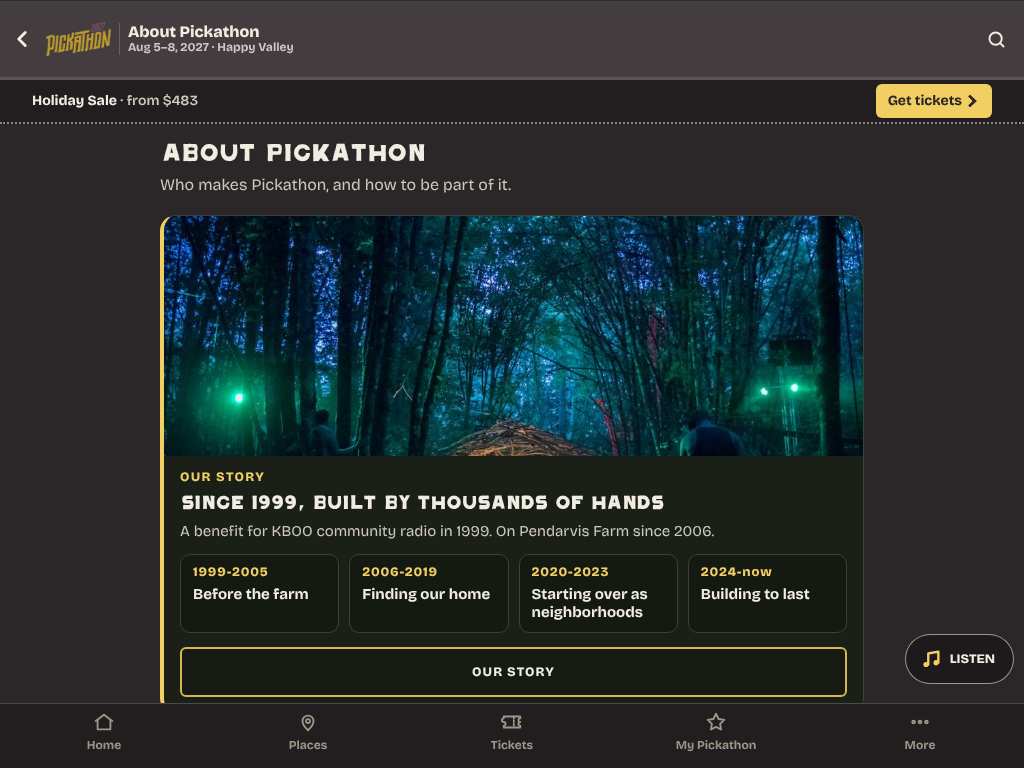 PICKATHON
About Pickathon
Aug 5–8, 2027 · Happy Valley
Holiday Sale · from $483
Get tickets
ABOUT PICKATHON
Who makes Pickathon, and how to be part of it.
OUR STORY
SINCE 1999, BUILT BY THOUSANDS OF HANDS
A benefit for KBOO community radio in 1999. On Pendarvis Farm since 2006.
1999-2005
Before the farm
2006-2019
Finding our home
2020-2023
Starting over as
neighborhoods
2024-now
Building to last
OUR STORY
LISTEN
Home
Places
Tickets
My Pickathon
More